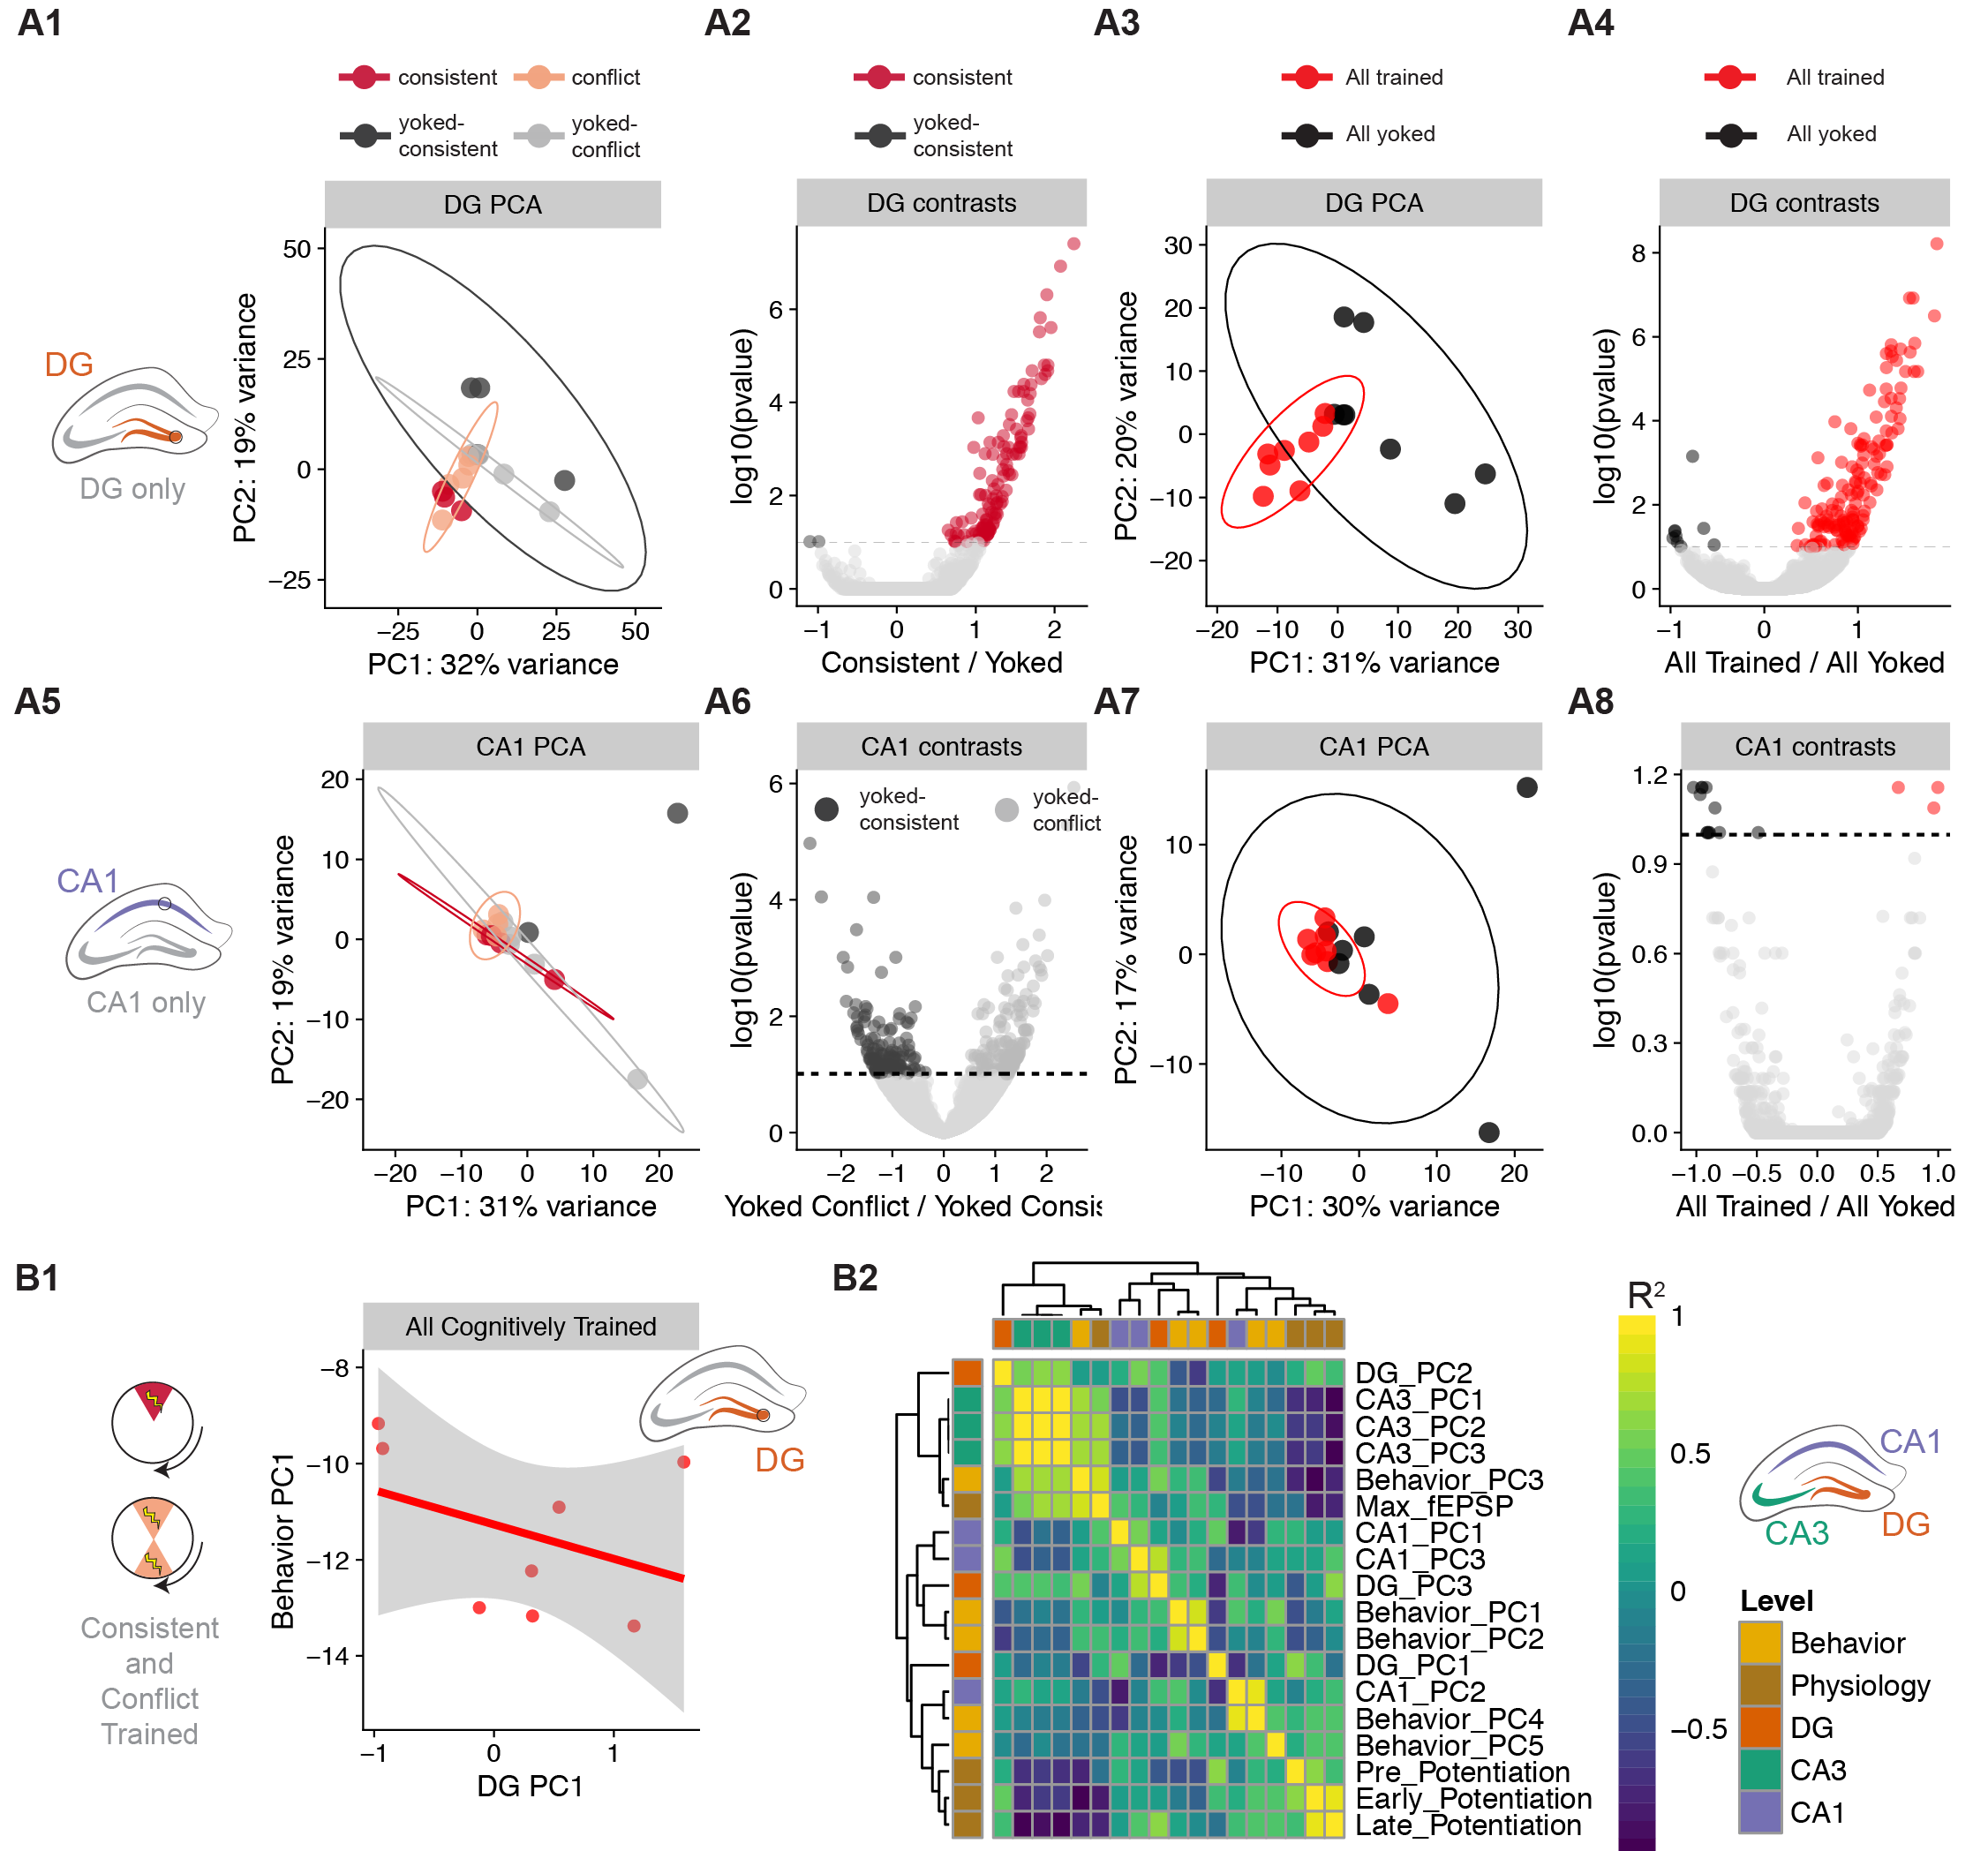 A1
A2
A3
A4
consistent
conflict
yoked-
consistent
yoked-
conflict
consistent
yoked-
consistent
All trained
All yoked
All trained
All yoked
DG PCA
50
25
0
−25
PC2: 19% variance
−25 0 25 50
PC1: 32% variance
DG
DG only
DG contrasts
6
4
2
0
log10(pvalue)
−1 0 1 2
Consistent / Yoked
DG PCA
30
20
10
0
−10
−20
PC2: 20% variance
−20 −10 0 10 20 30
PC1: 31% variance
DG contrasts
8
6
4
2
0
log10(pvalue)
−1 0 1
All Trained / All Yoked
A5
A6
A7
A8
CA1
CA1 only
CA1 PCA
20
10
0
−10
−20
PC2: 19% variance
−20 −10 0 10 20
PC1: 31% variance
CA1 contrasts
yoked-
consistent
yoked-
conflict
6
4
2
0
log10(pvalue)
−2 −1 0 1 2
Yoked Conflict / Yoked Consis
CA1 PCA
10
0
−10
PC2: 17% variance
−10 0 10 20
PC1: 30% variance
CA1 contrasts
1.2
0.9
0.6
0.3
0.0
log10(pvalue)
−1.0 −0.5 0.0 0.5 1.0
All Trained / All Yoked
B1
B2
Consistent
and
Conflict
Trained
All Cognitively Trained
−8
−10
−12
−14
Behavior PC1
−1 0 1
DG PC1
DG
DG_PC2
CA3_PC1
CA3_PC2
CA3_PC3
Behavior_PC3
Max_fEPSP
CA1_PC1
CA1_PC3
DG_PC3
Behavior_PC1
Behavior_PC2
DG_PC1
CA1_PC2
Behavior_PC4
Behavior_PC5
Pre_Potentiation
Early_Potentiation
Late_Potentiation
R²
1
0.5
0
−0.5
CA1
CA3
DG
Level
Behavior
Physiology
DG
CA3
CA1